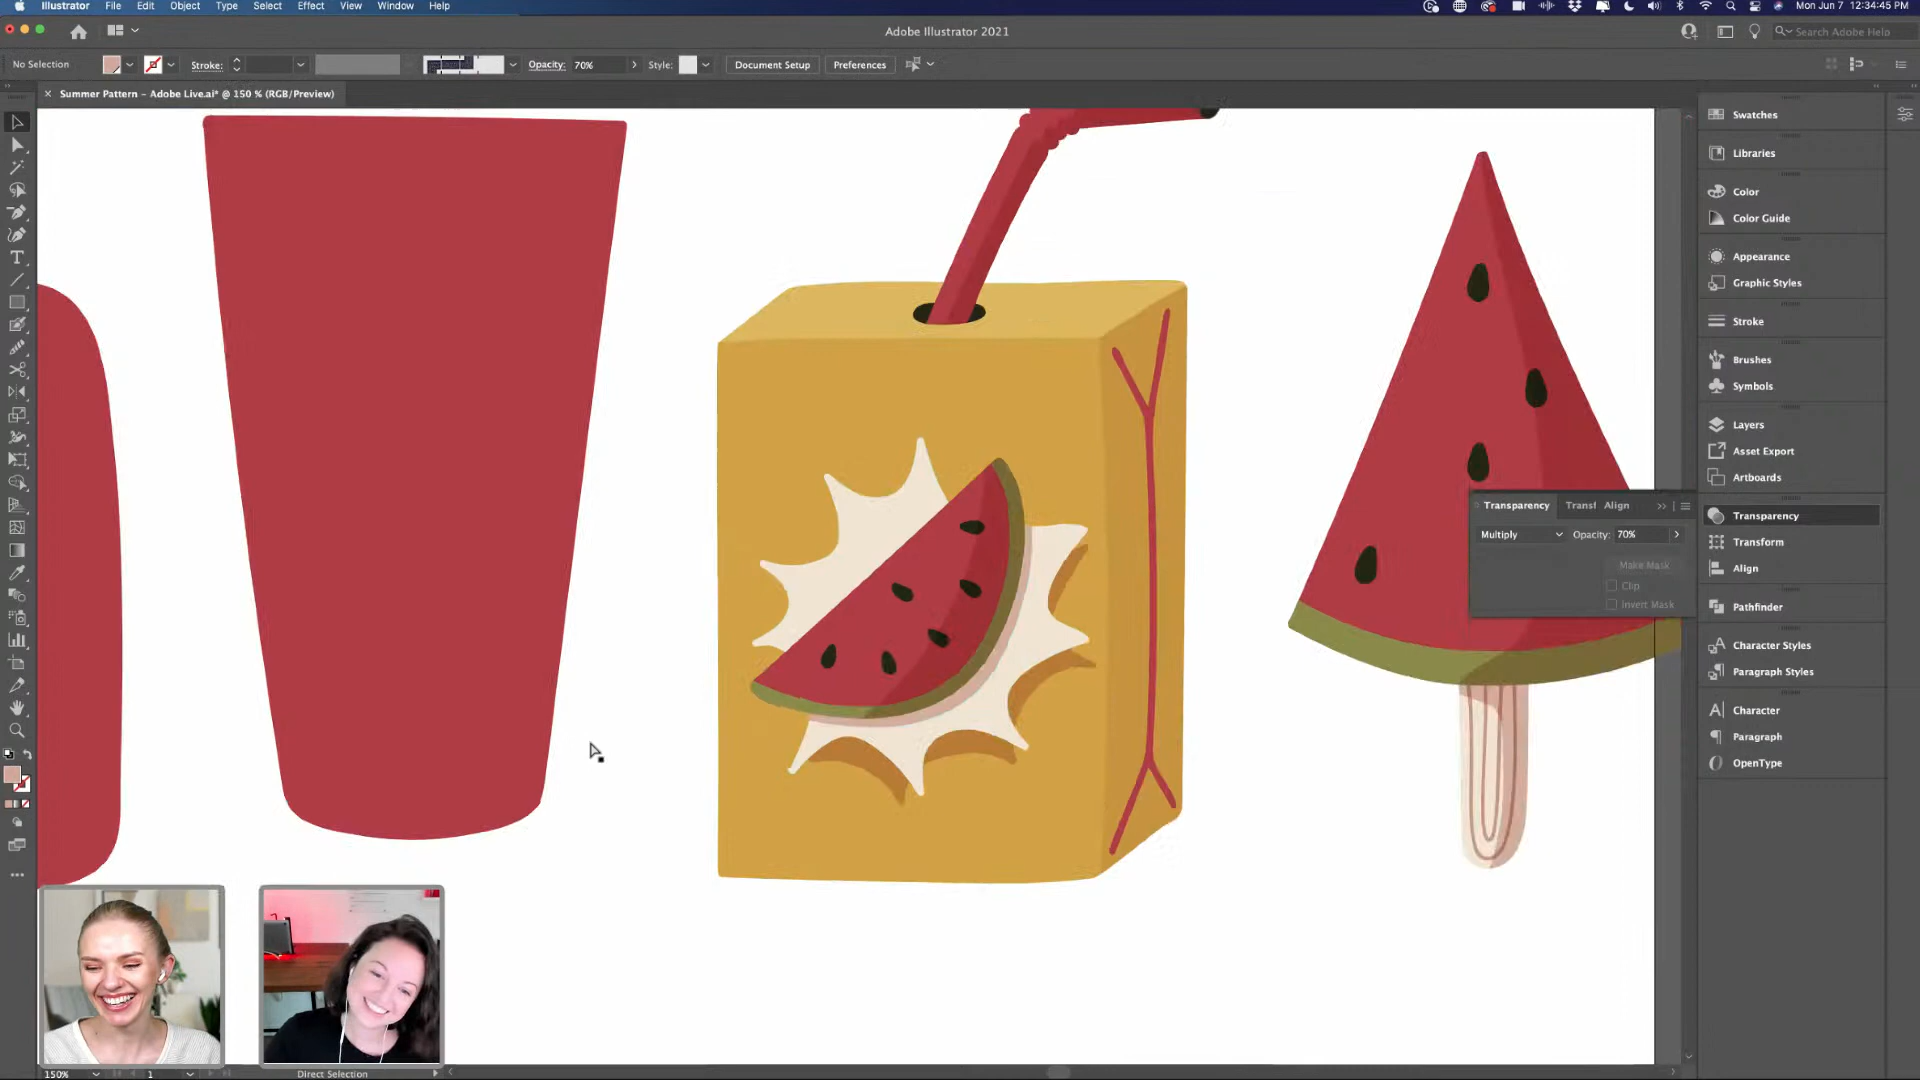 Illustrator File Edit Object Type Select Effect View Window Help
Mon Jun 7 12:34:45 PM
Adobe Illustrator 2021
Search Adobe Help
No Selection
Stroke:
Opacity: 70%
Style:
Document Setup
Preferences
× Summer Pattern – Adobe Live.ai* @ 150 % (RGB/Preview)
Swatches
Libraries
Color
Color Guide
Appearance
Graphic Styles
Stroke
Brushes
Symbols
Layers
Asset Export
Artboards
Transparency
Transform
Align
Pathfinder
Character Styles
Paragraph Styles
Character
Paragraph
OpenType
Transparency Transf Align
Multiply Opacity: 70%
Make Mask
Clip
Invert Mask
150% 1 Direct Selection